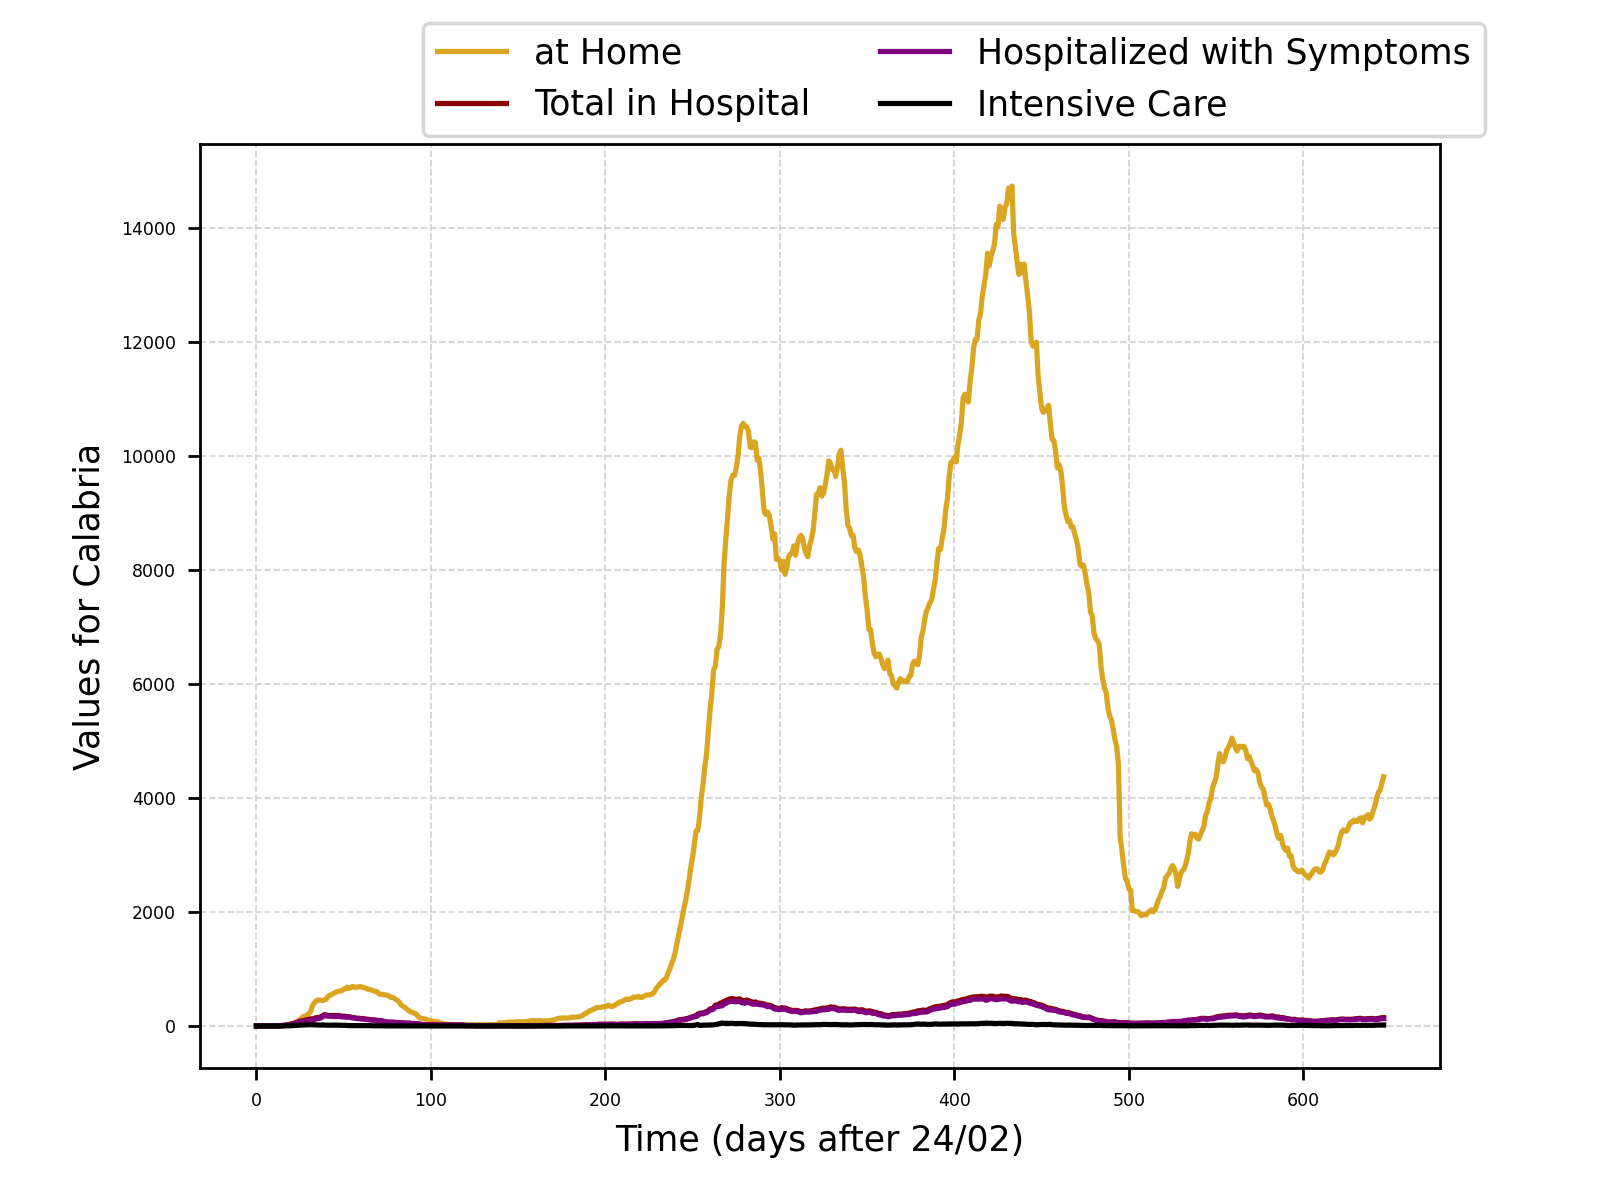 at Home
Total in Hospital
Hospitalized with Symptoms
Intensive Care
Values for Calabria
14000
12000
10000
8000
6000
4000
2000
0
0 100 200 300 400 500 600
Time (days after 24/02)